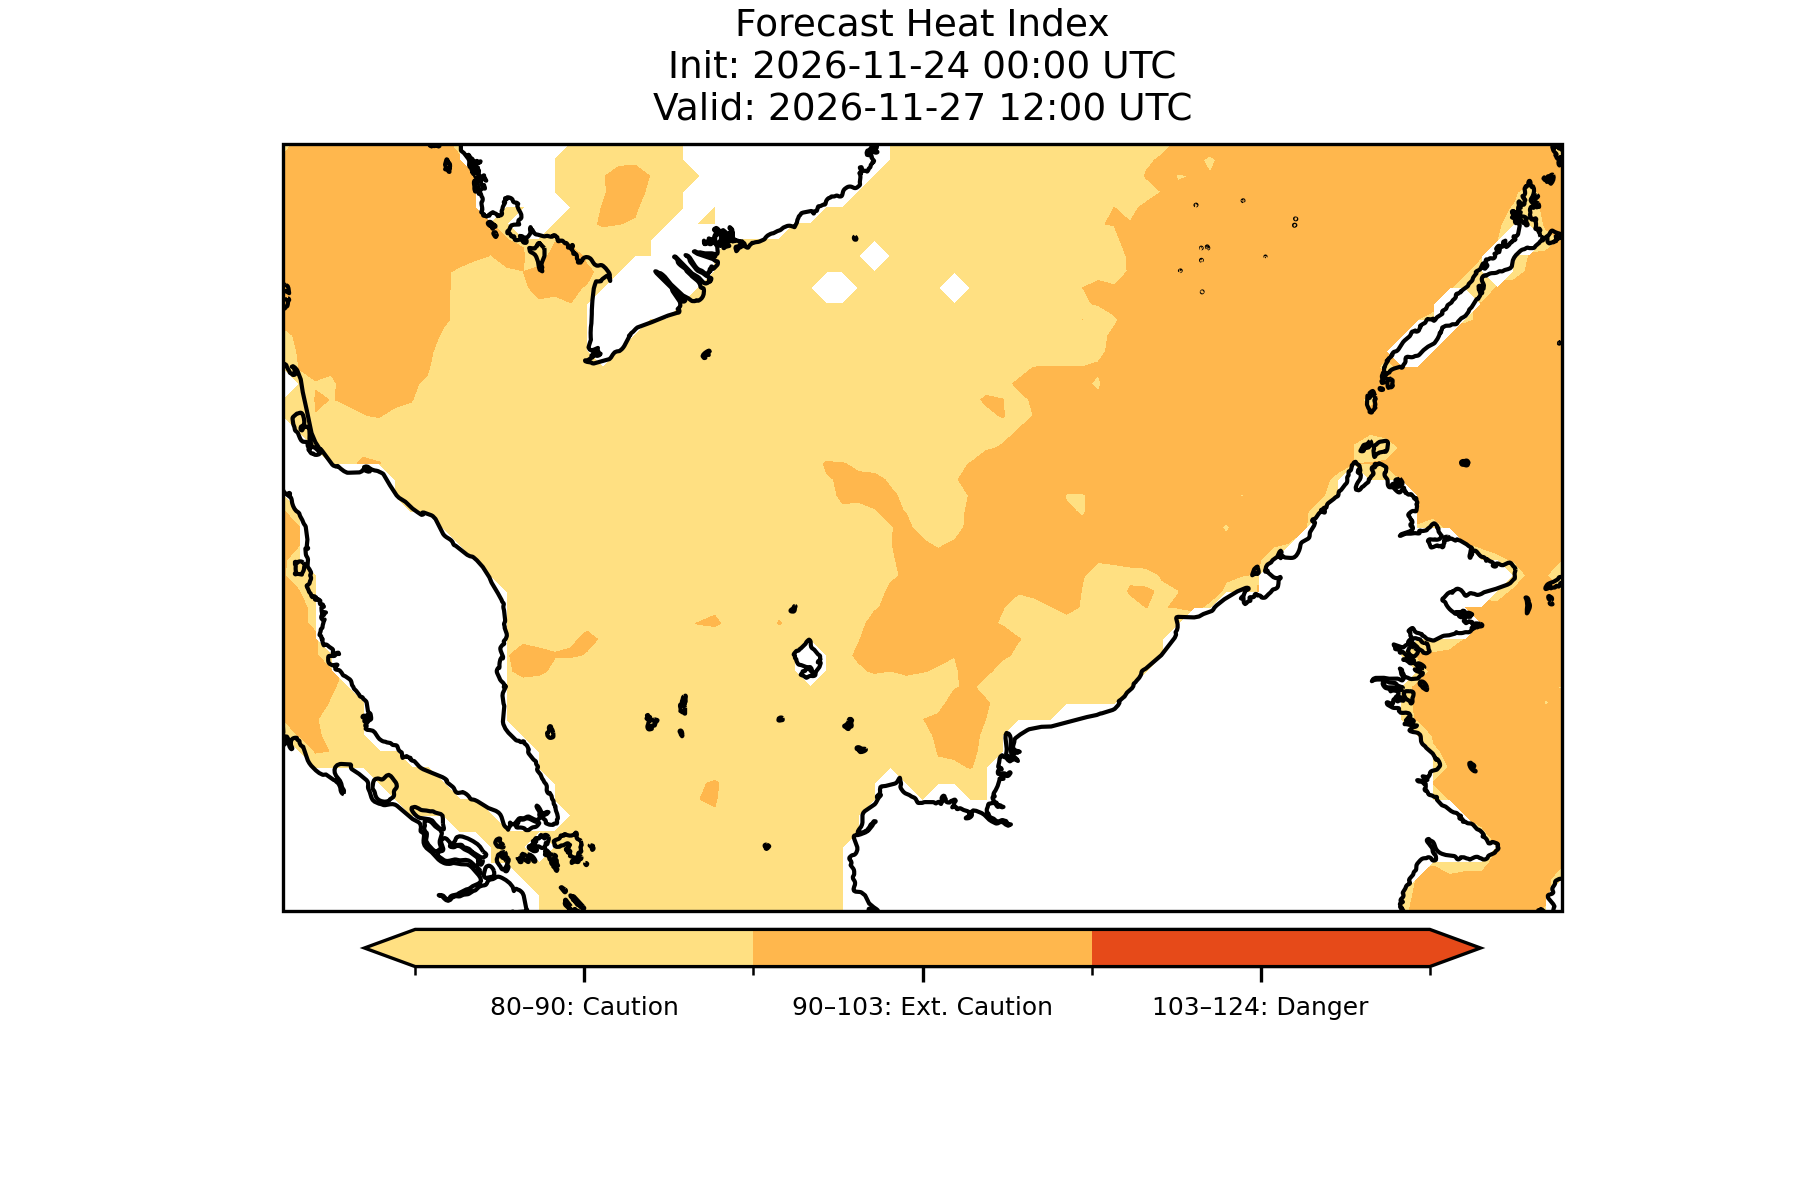 Forecast Heat Index
Init: 2026-11-24 00:00 UTC
Valid: 2026-11-27 12:00 UTC
80–90: Caution
90–103: Ext. Caution
103–124: Danger